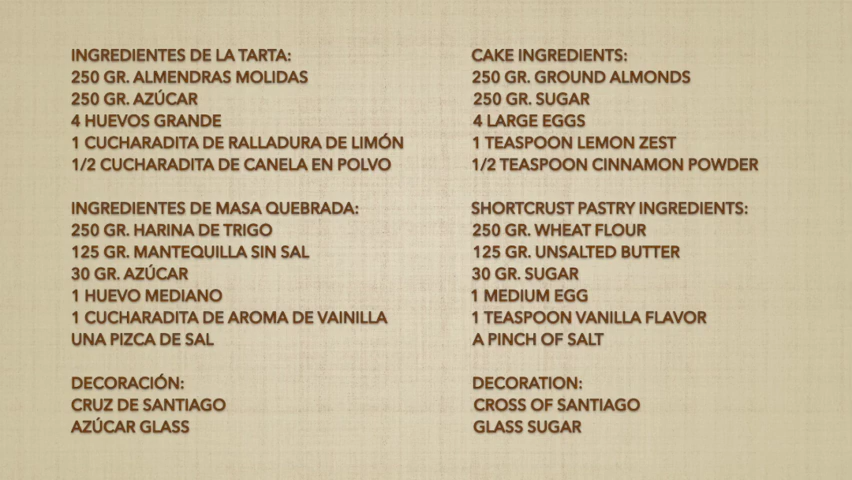 INGREDIENTES DE LA TARTA:
250 GR. ALMENDRAS MOLIDAS
250 GR. AZÚCAR
4 HUEVOS GRANDE
1 CUCHARADITA DE RALLADURA DE LIMÓN
1/2 CUCHARADITA DE CANELA EN POLVO

INGREDIENTES DE MASA QUEBRADA:
250 GR. HARINA DE TRIGO
125 GR. MANTEQUILLA SIN SAL
30 GR. AZÚCAR
1 HUEVO MEDIANO
1 CUCHARADITA DE AROMA DE VAINILLA
UNA PIZCA DE SAL

DECORACIÓN:
CRUZ DE SANTIAGO
AZÚCAR GLASS

CAKE INGREDIENTS:
250 GR. GROUND ALMONDS
250 GR. SUGAR
4 LARGE EGGS
1 TEASPOON LEMON ZEST
1/2 TEASPOON CINNAMON POWDER

SHORTCRUST PASTRY INGREDIENTS:
250 GR. WHEAT FLOUR
125 GR. UNSALTED BUTTER
30 GR. SUGAR
1 MEDIUM EGG
1 TEASPOON VANILLA FLAVOR
A PINCH OF SALT

DECORATION:
CROSS OF SANTIAGO
GLASS SUGAR